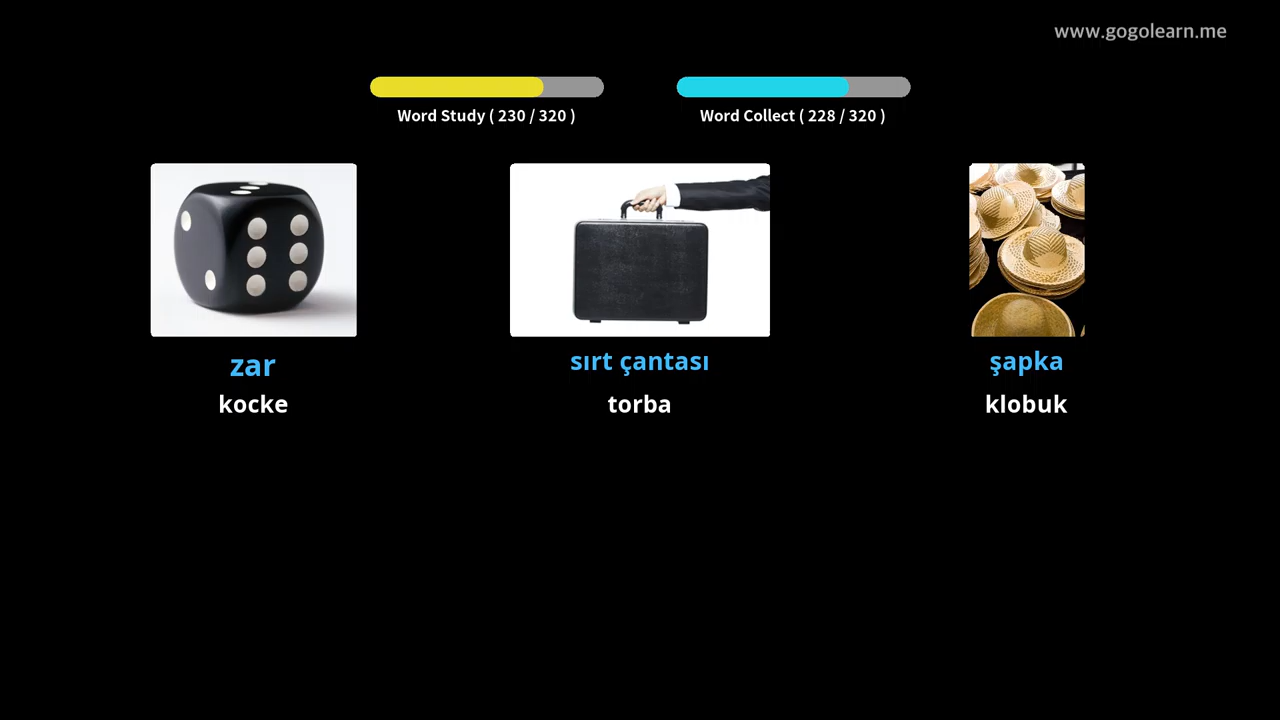 www.gogolearn.me
Word Study ( 230 / 320 )
Word Collect ( 228 / 320 )
zar
sırt çantası
şapka
kocke
torba
klobuk